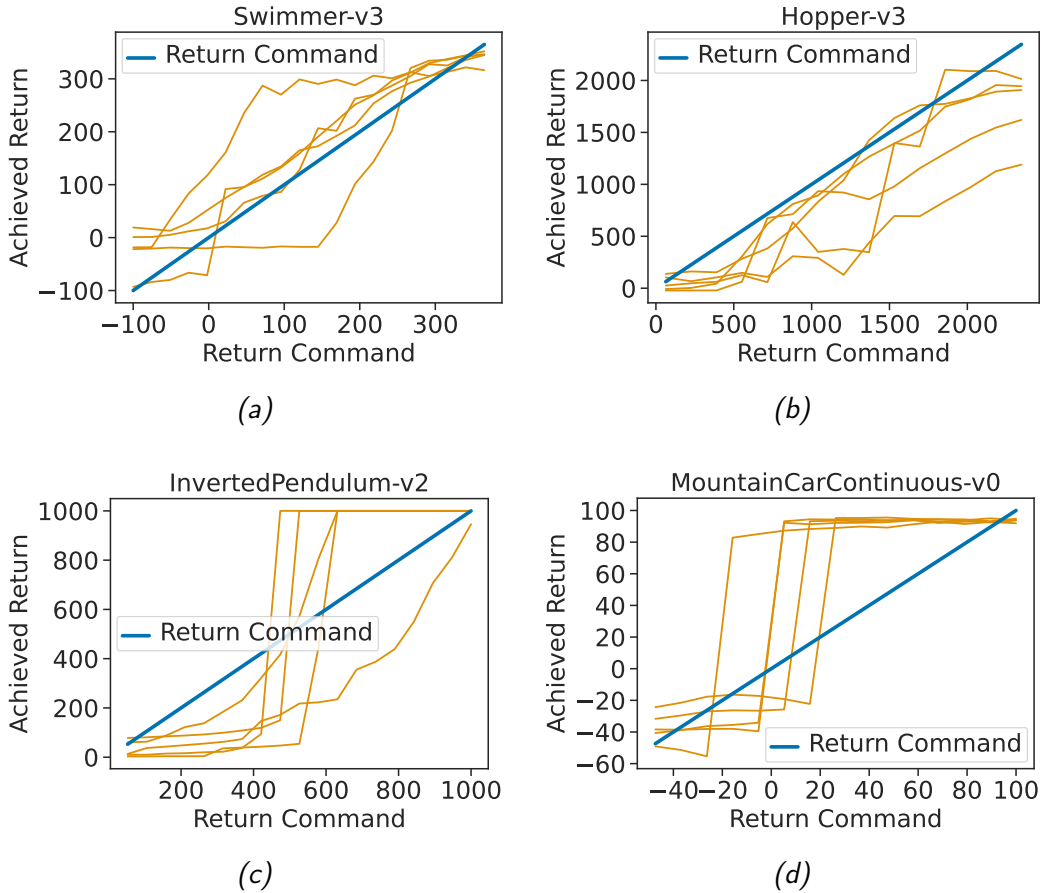 Swimmer-v3
Return Command
300
200
100
0
−100
Achieved Return
−100 0 100 200 300
Return Command
(a)
Hopper-v3
Return Command
2000
1500
1000
500
0
Achieved Return
0 500 1000 1500 2000
Return Command
(b)
InvertedPendulum-v2
1000
800
600
400
200
0
Achieved Return
Return Command
200 400 600 800 1000
Return Command
(c)
MountainCarContinuous-v0
100
80
60
40
20
0
−20
−40
−60
Achieved Return
Return Command
−40 −20 0 20 40 60 80 100
Return Command
(d)